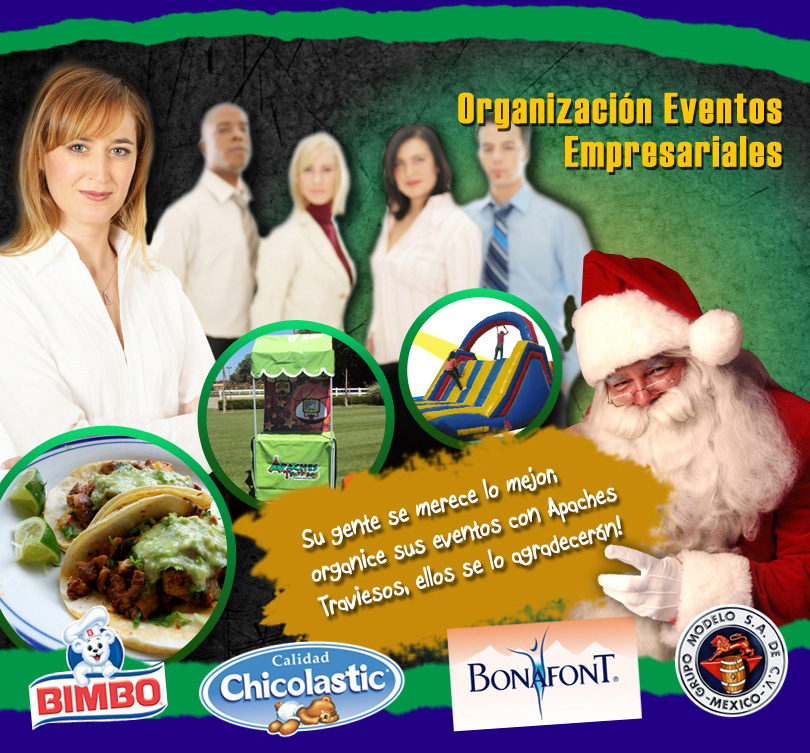 Organización Eventos
Empresariales
APACHES
Su gente se merece lo mejor,
organice sus eventos con Apaches
Traviesos, ellos se lo agradecerán!
B
BIMBO
Calidad
Chicolastic
BONAFONT®
GRUPO MODELO S.A. DE C.V.
MEXICO